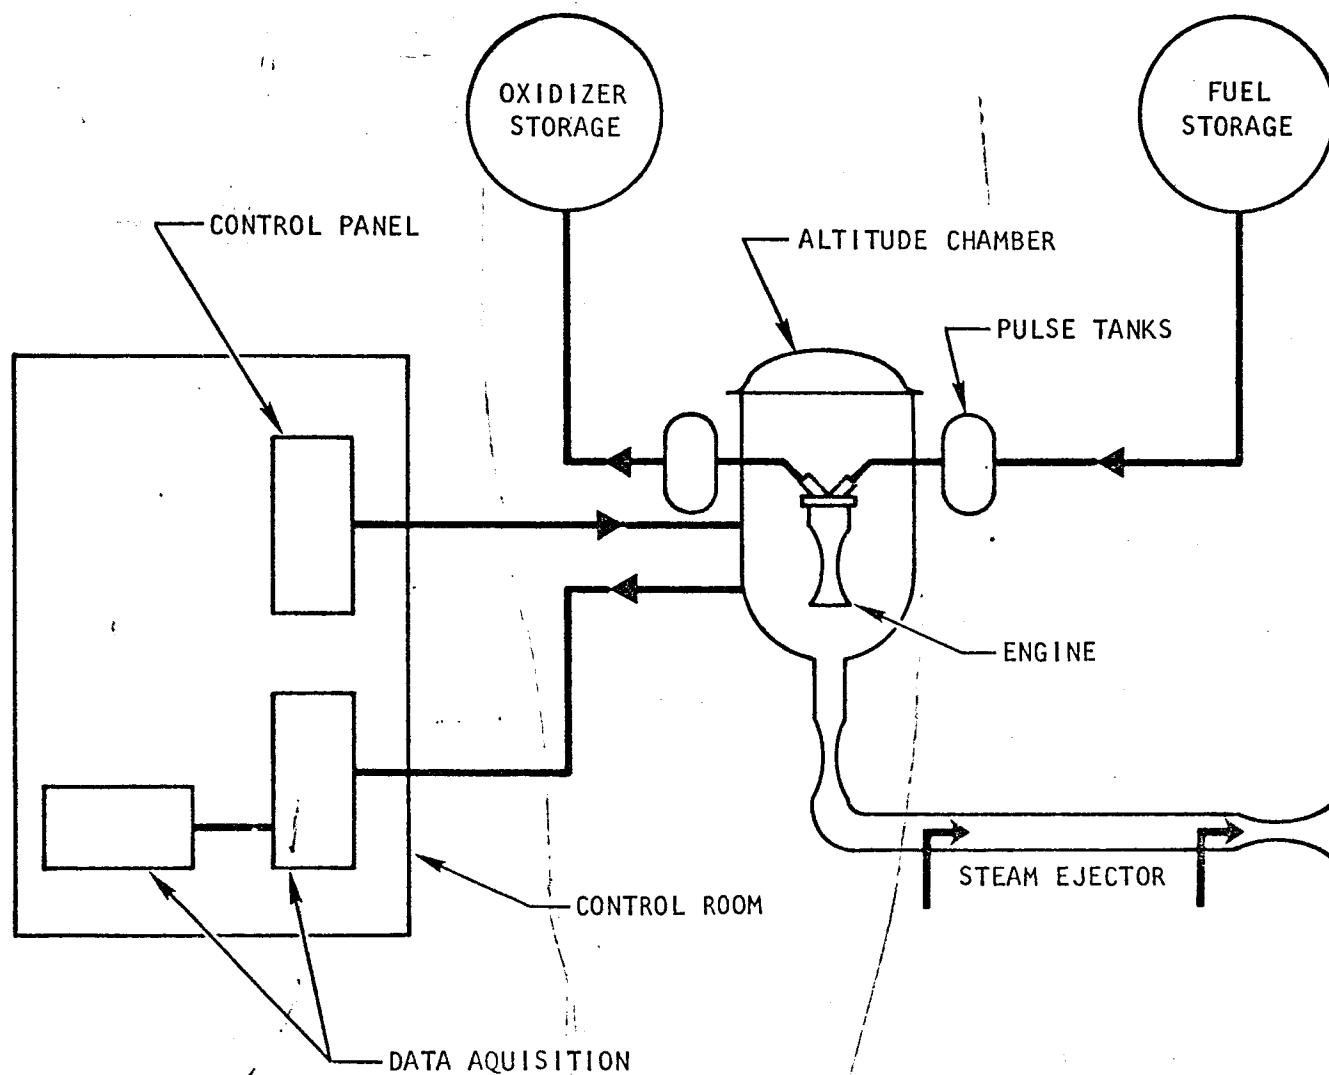 OXIDIZER
STORAGE
FUEL
STORAGE
CONTROL PANEL
ALTITUDE CHAMBER
PULSE TANKS
ENGINE
STEAM EJECTOR
CONTROL ROOM
DATA AQUISITION